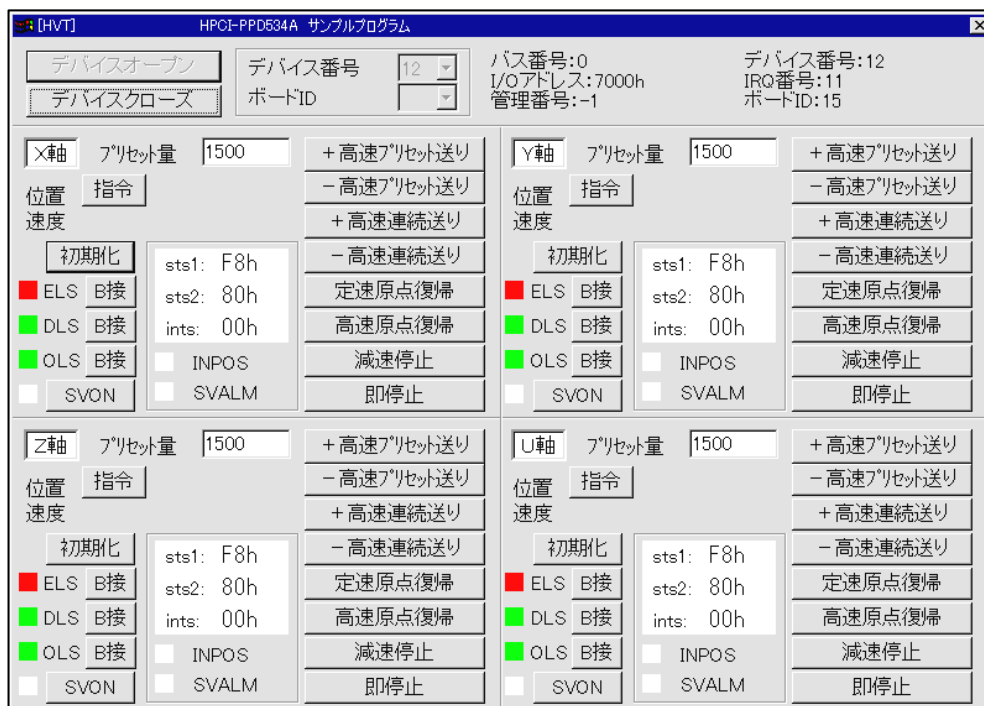 [HVT] HPCI-PPD534A サンプルプログラム
デバイスオープン
デバイスクローズ
デバイス番号 12
ボードID
バス番号:0
I/Oアドレス:7000h
管理番号:-1
デバイス番号:12
IRQ番号:11
ボードID:15
X軸 プリセット量 1500
位置 指令
速度
初期化
ELS B接
DLS B接
OLS B接
SVON
sts1: F8h
sts2: 80h
ints: 00h
INPOS
SVALM
+高速プリセット送り
-高速プリセット送り
+高速連続送り
-高速連続送り
定速原点復帰
高速原点復帰
減速停止
即停止
Y軸 プリセット量 1500
位置 指令
速度
初期化
ELS B接
DLS B接
OLS B接
SVON
sts1: F8h
sts2: 80h
ints: 00h
INPOS
SVALM
+高速プリセット送り
-高速プリセット送り
+高速連続送り
-高速連続送り
定速原点復帰
高速原点復帰
減速停止
即停止
Z軸 プリセット量 1500
位置 指令
速度
初期化
ELS B接
DLS B接
OLS B接
SVON
sts1: F8h
sts2: 80h
ints: 00h
INPOS
SVALM
+高速プリセット送り
-高速プリセット送り
+高速連続送り
-高速連続送り
定速原点復帰
高速原点復帰
減速停止
即停止
U軸 プリセット量 1500
位置 指令
速度
初期化
ELS B接
DLS B接
OLS B接
SVON
sts1: F8h
sts2: 80h
ints: 00h
INPOS
SVALM
+高速プリセット送り
-高速プリセット送り
+高速連続送り
-高速連続送り
定速原点復帰
高速原点復帰
減速停止
即停止